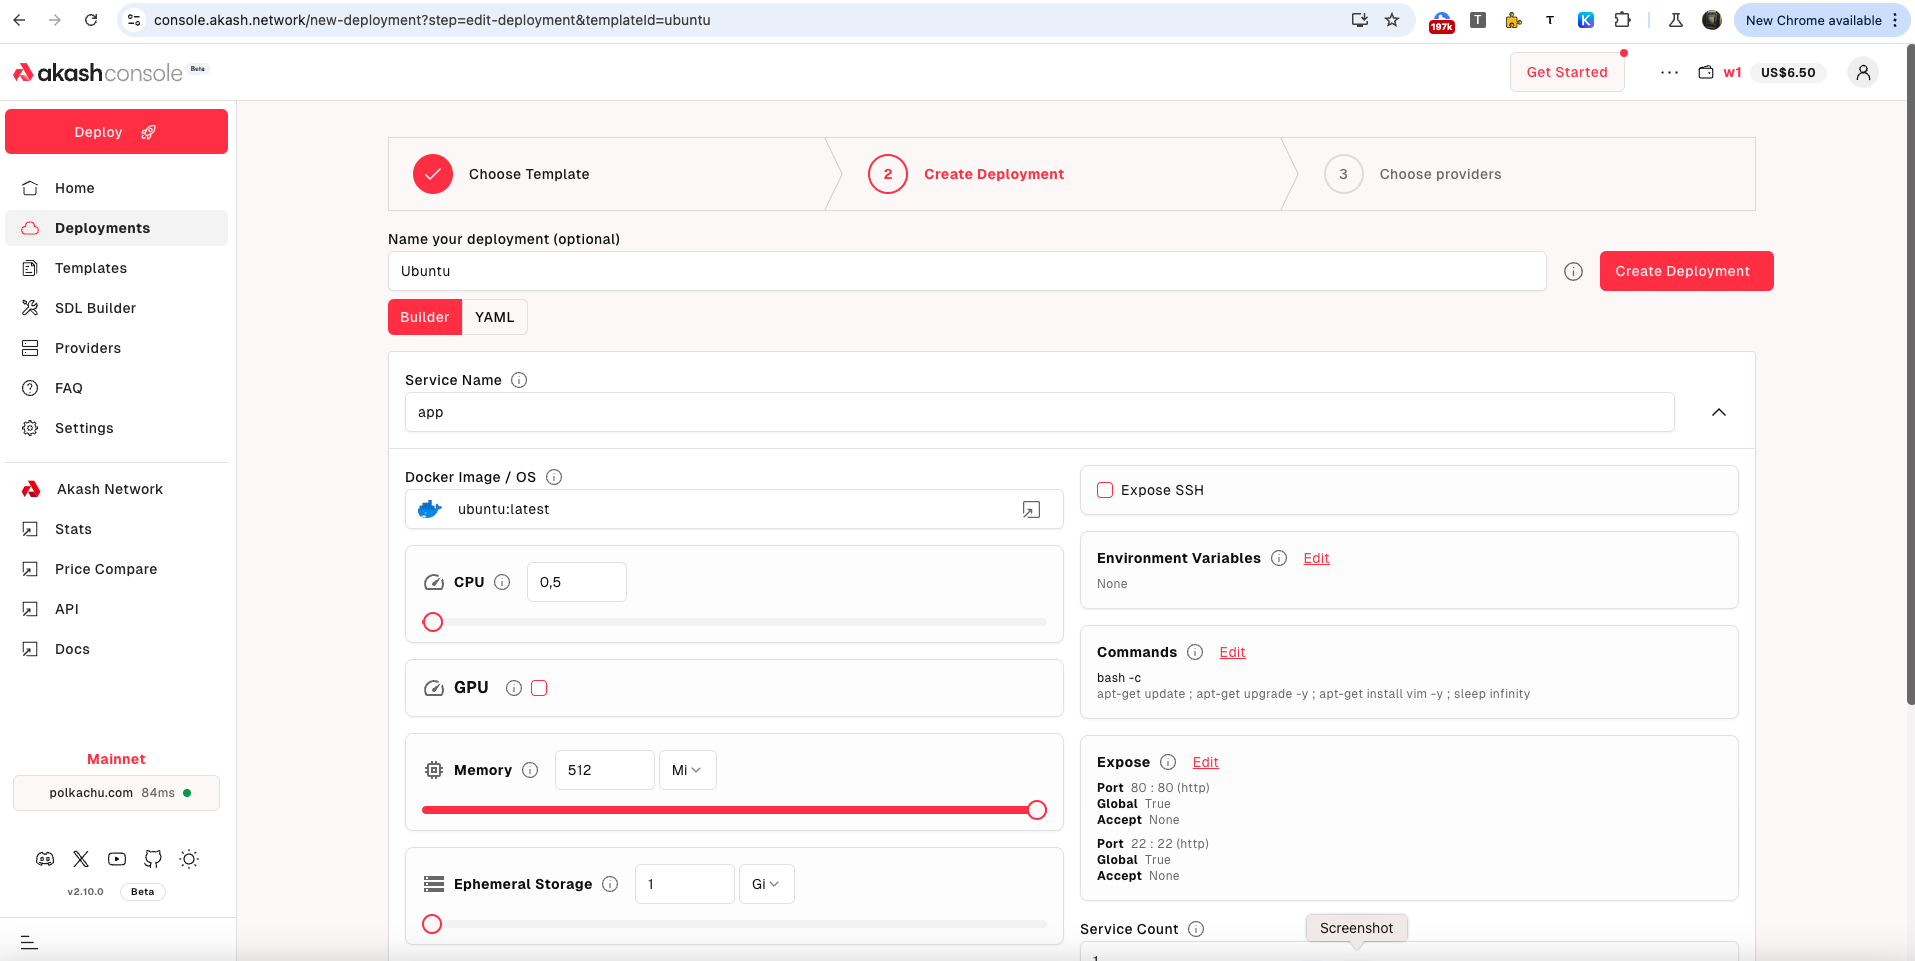 console.akash.network/new-deployment?step=edit-deployment&templateId=ubuntu
197k
T
T
K
New Chrome available
akashconsole Beta
Get Started
w1 US$6.50
Deploy
Home
Deployments
Templates
SDL Builder
Providers
FAQ
Settings
Akash Network
Stats
Price Compare
API
Docs
Mainnet
polkachu.com 84ms
v2.10.0 Beta
Choose Template
2 Create Deployment
3 Choose providers
Name your deployment (optional)
Ubuntu
Create Deployment
Builder YAML
Service Name
app
Docker Image / OS
ubuntu:latest
CPU 0,5
GPU
Memory 512 Mi
Ephemeral Storage 1 Gi
Expose SSH
Environment Variables Edit
None
Commands Edit
bash -c
apt-get update ; apt-get upgrade -y ; apt-get install vim -y ; sleep infinity
Expose Edit
Port 80 : 80 (http)
Global True
Accept None
Port 22 : 22 (http)
Global True
Accept None
Service Count
Screenshot
1